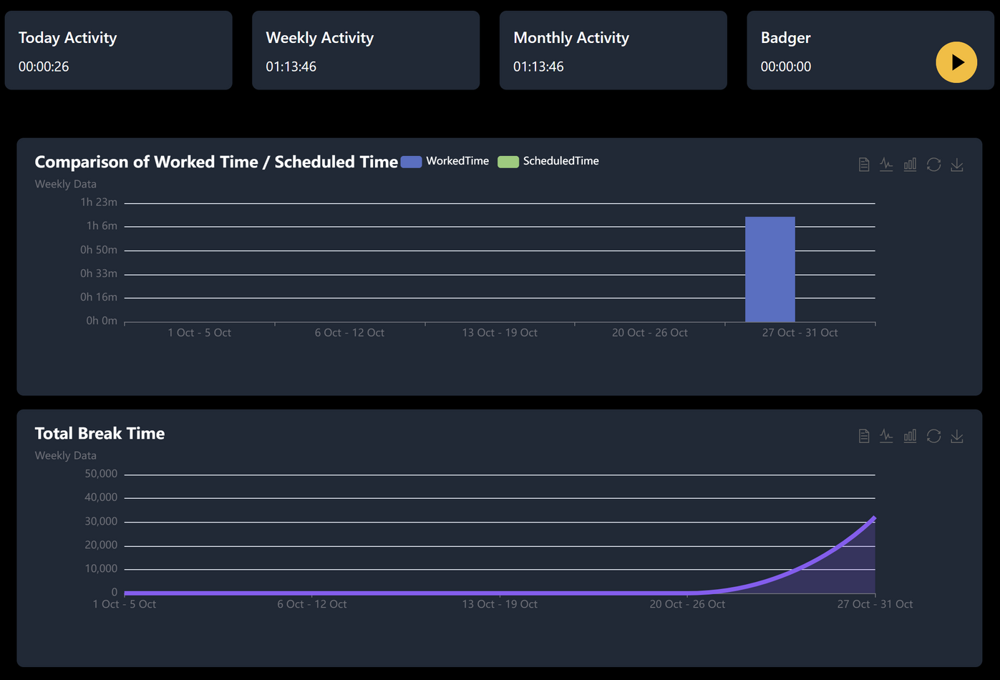 Today Activity
00:00:26
Weekly Activity
01:13:46
Monthly Activity
01:13:46
Badger
00:00:00
Comparison of Worked Time / Scheduled Time
WorkedTime
ScheduledTime
Weekly Data
1h 23m
1h 6m
0h 50m
0h 33m
0h 16m
0h 0m
1 Oct - 5 Oct
6 Oct - 12 Oct
13 Oct - 19 Oct
20 Oct - 26 Oct
27 Oct - 31 Oct
Total Break Time
Weekly Data
50,000
40,000
30,000
20,000
10,000
0
1 Oct - 5 Oct
6 Oct - 12 Oct
13 Oct - 19 Oct
20 Oct - 26 Oct
27 Oct - 31 Oct